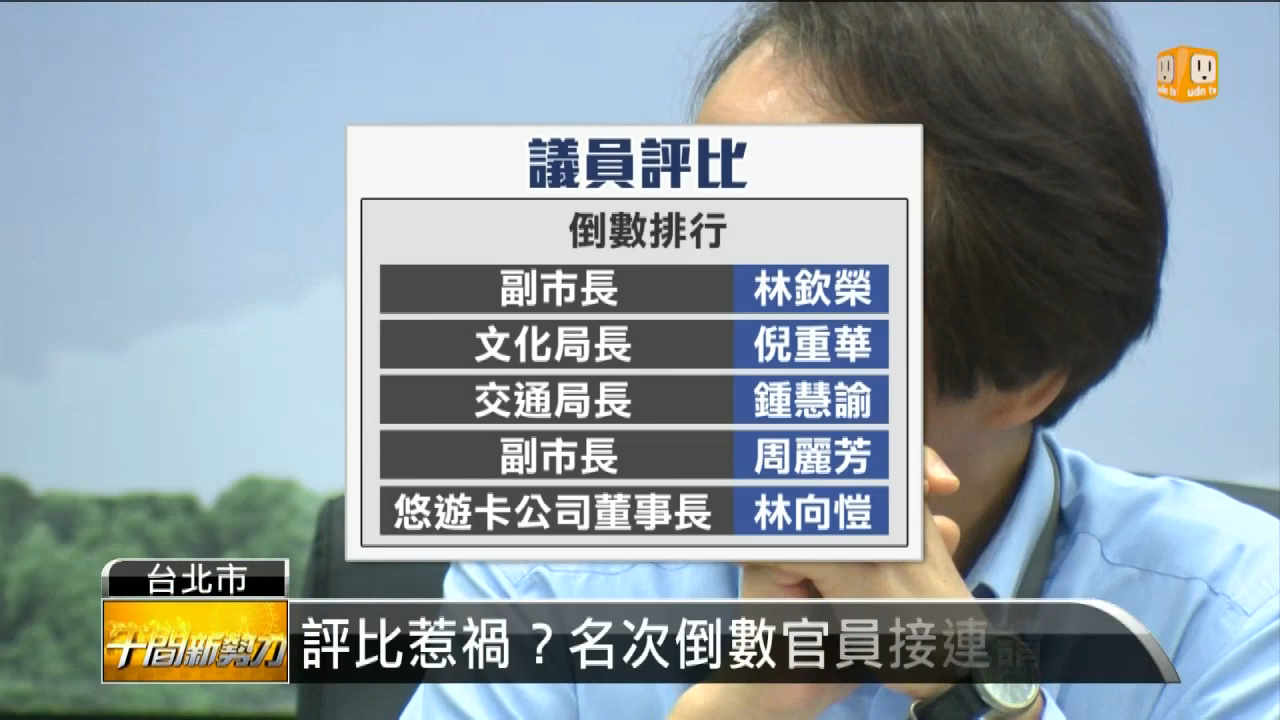 udn tv
udn tv
議員評比
倒數排行
副市長 林欽榮
文化局長 倪重華
交通局長 鍾慧諭
副市長 周麗芳
悠遊卡公司董事長 林向愷
台北市
十間新勢力
評比惹禍？名次倒數官員接連